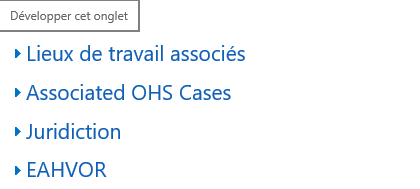 Développer cet onglet
Lieux de travail associés
Associated OHS Cases
Juridiction
EAHVOR